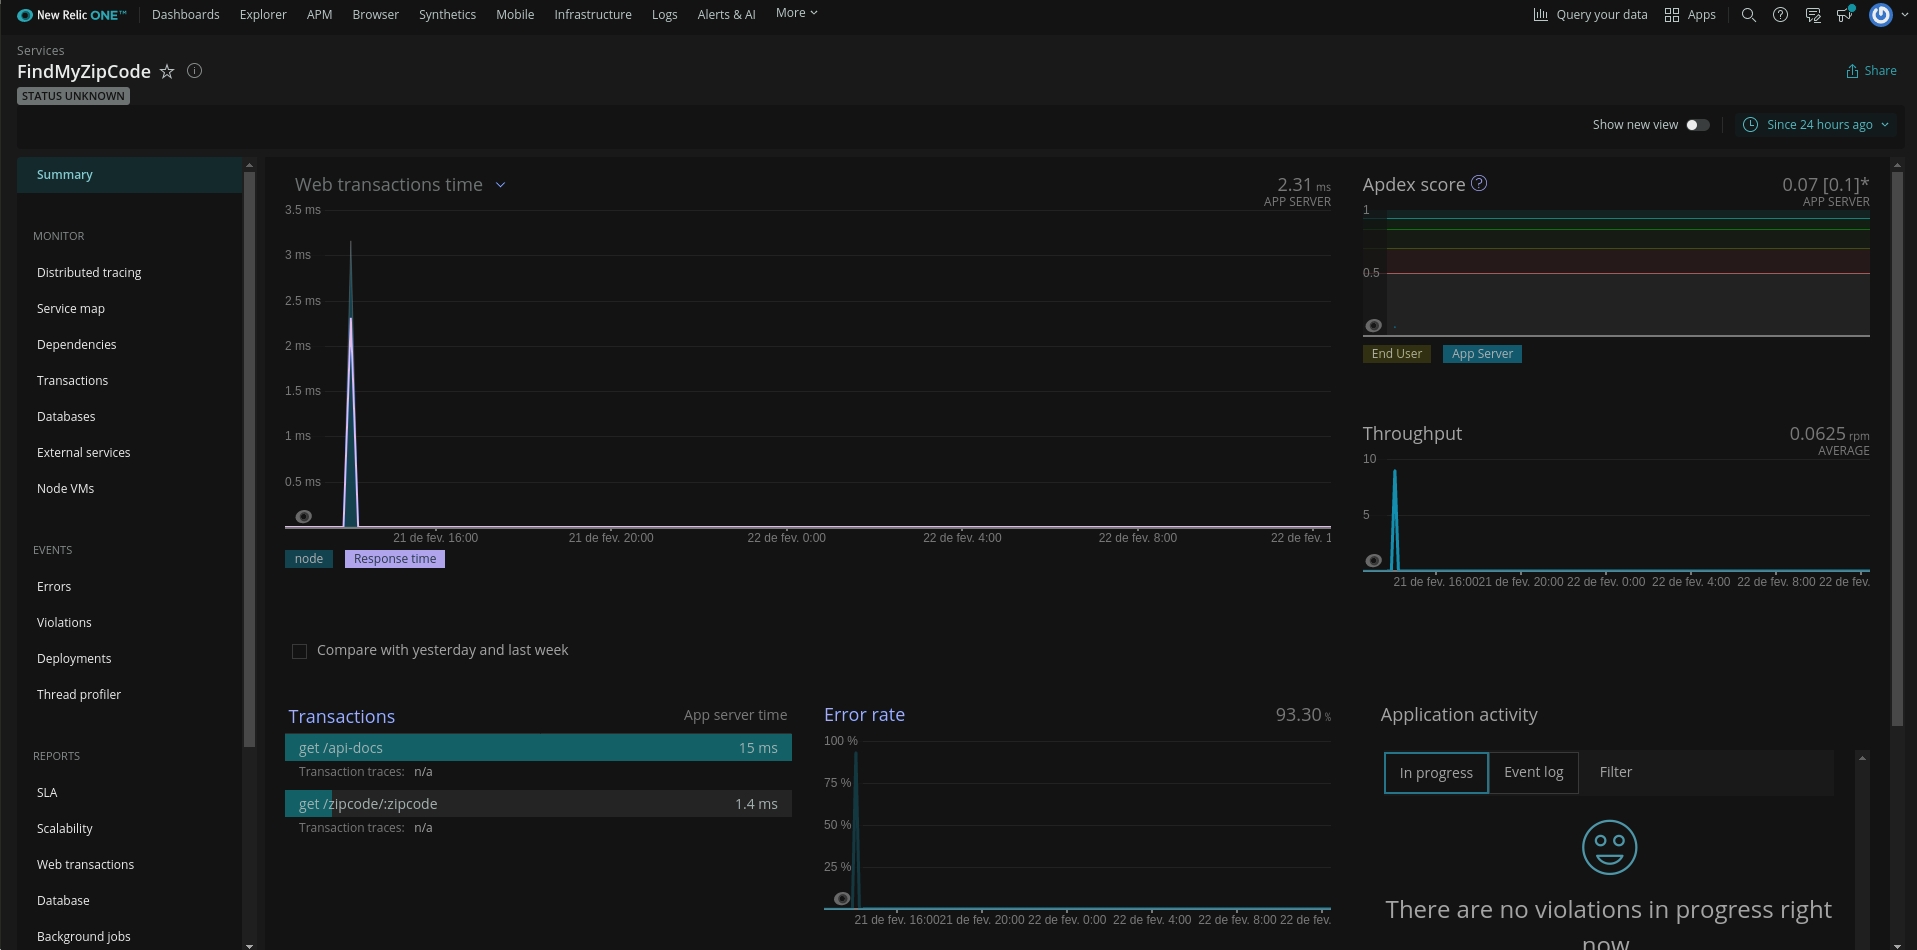 New Relic ONE™ Dashboards Explorer APM Browser Synthetics Mobile Infrastructure Logs Alerts & AI More Query your data Apps
Services
FindMyZipCode
Share
STATUS UNKNOWN
Show new view Since 24 hours ago
Summary
MONITOR
Distributed tracing
Service map
Dependencies
Transactions
Databases
External services
Node VMs
EVENTS
Errors
Violations
Deployments
Thread profiler
REPORTS
SLA
Scalability
Web transactions
Database
Background jobs
Web transactions time 2.31 ms
APP SERVER
3.5 ms
3 ms
2.5 ms
2 ms
1.5 ms
1 ms
0.5 ms
21 de fev. 16:00 21 de fev. 20:00 22 de fev. 0:00 22 de fev. 4:00 22 de fev. 8:00 22 de fev. 1
node Response time
Apdex score ? 0.07 [0.1]*
APP SERVER
1
0.5
End User App Server
Throughput 0.0625 rpm
AVERAGE
10
5
21 de fev. 16:00 21 de fev. 20:00 22 de fev. 0:00 22 de fev. 4:00 22 de fev. 8:00 22 de fev.
Compare with yesterday and last week
Transactions App server time
get /api-docs 15 ms
Transaction traces: n/a
get /zipcode/:zipcode 1.4 ms
Transaction traces: n/a
Error rate 93.30 %
100 %
75 %
50 %
25 %
21 de fev. 16:00 21 de fev. 20:00 22 de fev. 0:00 22 de fev. 4:00 22 de fev. 8:00 22 de fev.
Application activity
In progress Event log Filter
There are no violations in progress right
now